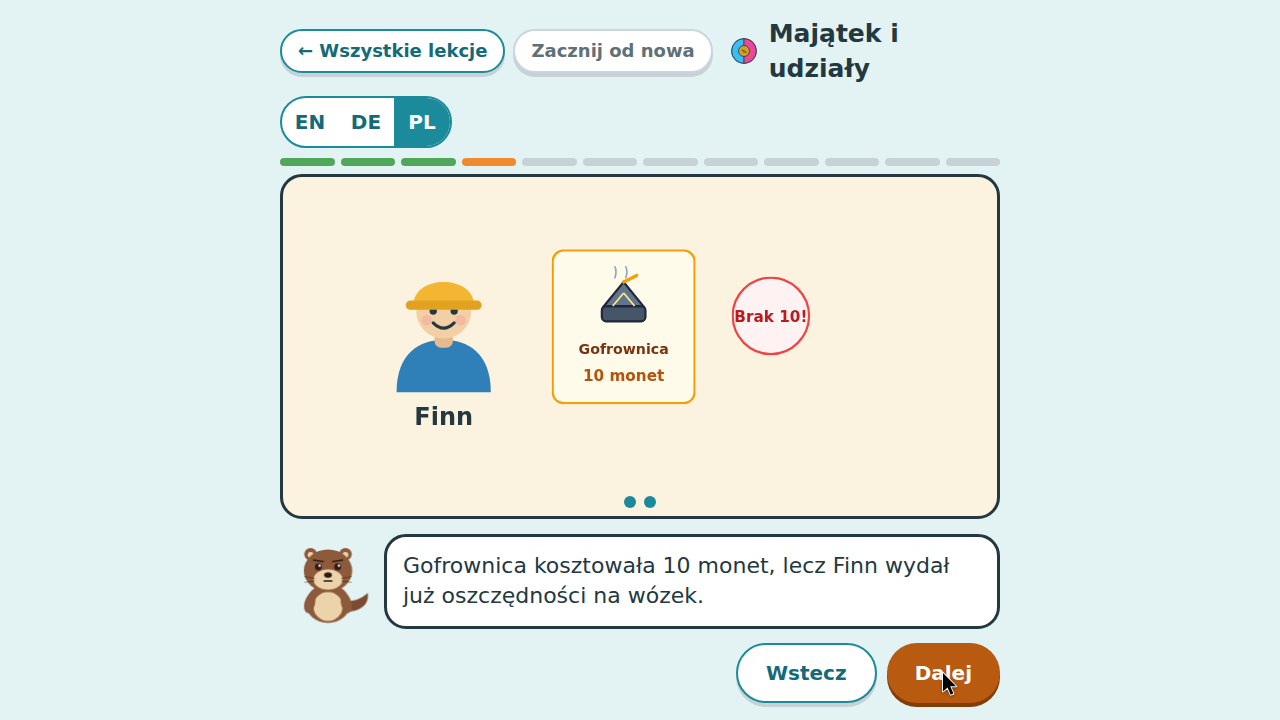 ← Wszystkie lekcje
Zacznij od nowa
Majątek i
udziały
EN DE PL
Gofrownica
10 monet
Brak 10!
Finn
Gofrownica kosztowała 10 monet, lecz Finn wydał
już oszczędności na wózek.
Wstecz
Dalej